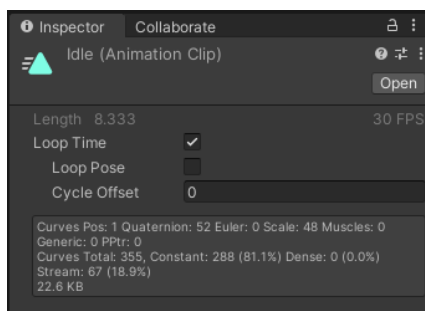 Inspector
Collaborate
Idle (Animation Clip)
Open
Length 8.333
30 FPS
Loop Time
Loop Pose
Cycle Offset
0
Curves Pos: 1 Quaternion: 52 Euler: 0 Scale: 48 Muscles: 0
Generic: 0 PPtr: 0
Curves Total: 355, Constant: 288 (81.1%) Dense: 0 (0.0%)
Stream: 67 (18.9%)
22.6 KB